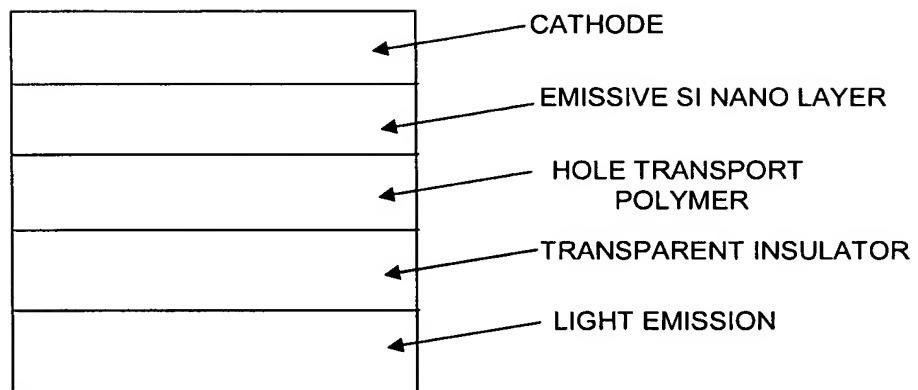 CATHODE
EMISSIVE SI NANO LAYER
HOLE TRANSPORT
POLYMER
TRANSPARENT INSULATOR
LIGHT EMISSION